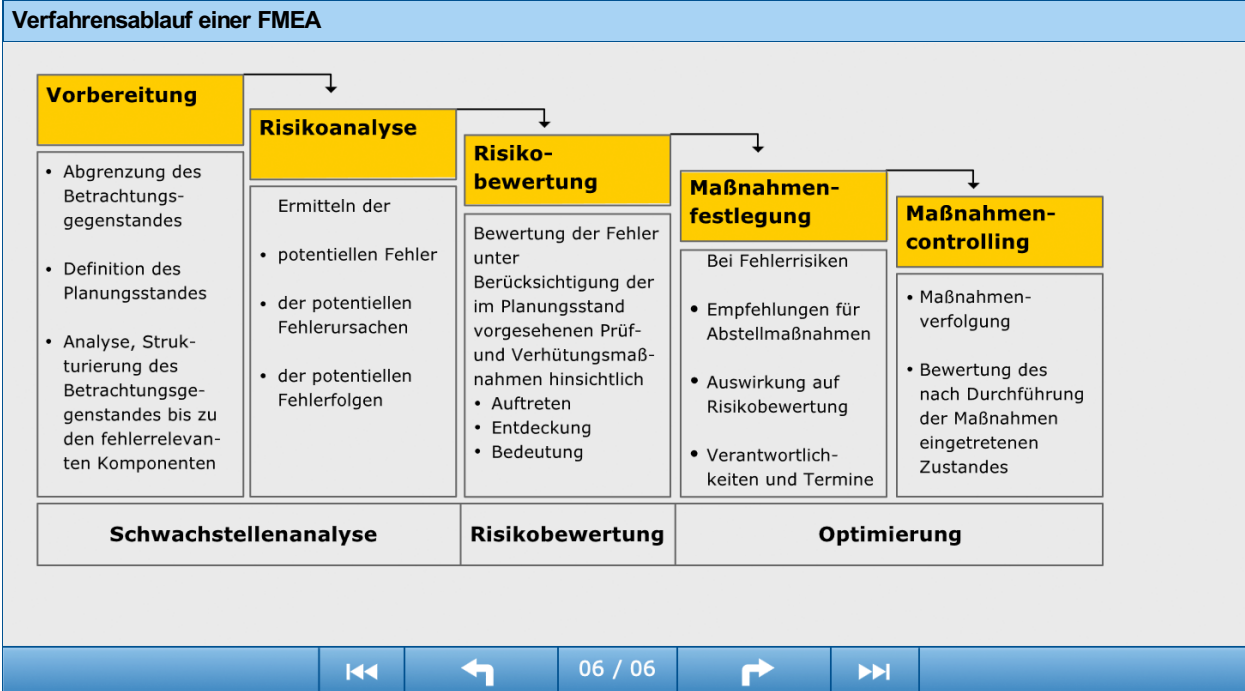 Verfahrensablauf einer FMEA
Vorbereitung
• Abgrenzung des
Betrachtungs-
gegenstandes
• Definition des
Planungsstandes
• Analyse, Struk-
turierung des
Betrachtungsge-
genstandes bis zu
den fehlerrelevan-
ten Komponenten
Risikoanalyse
Ermitteln der
• potentiellen Fehler
• der potentiellen
Fehlerursachen
• der potentiellen
Fehlerfolgen
Risiko-
bewertung
Bewertung der Fehler
unter
Berücksichtigung der
im Planungsstand
vorgesehenen Prüf-
und Verhütungsmaß-
nahmen hinsichtlich
• Auftreten
• Entdeckung
• Bedeutung
Maßnahmen-
festlegung
Bei Fehlerrisiken
• Empfehlungen für
Abstellmaßnahmen
• Auswirkung auf
Risikobewertung
• Verantwortlich-
keiten und Termine
Maßnahmen-
controlling
• Maßnahmen-
verfolgung
• Bewertung des
nach Durchführung
der Maßnahmen
eingetretenen
Zustandes
Schwachstellenanalyse
Risikobewertung
Optimierung
06 / 06